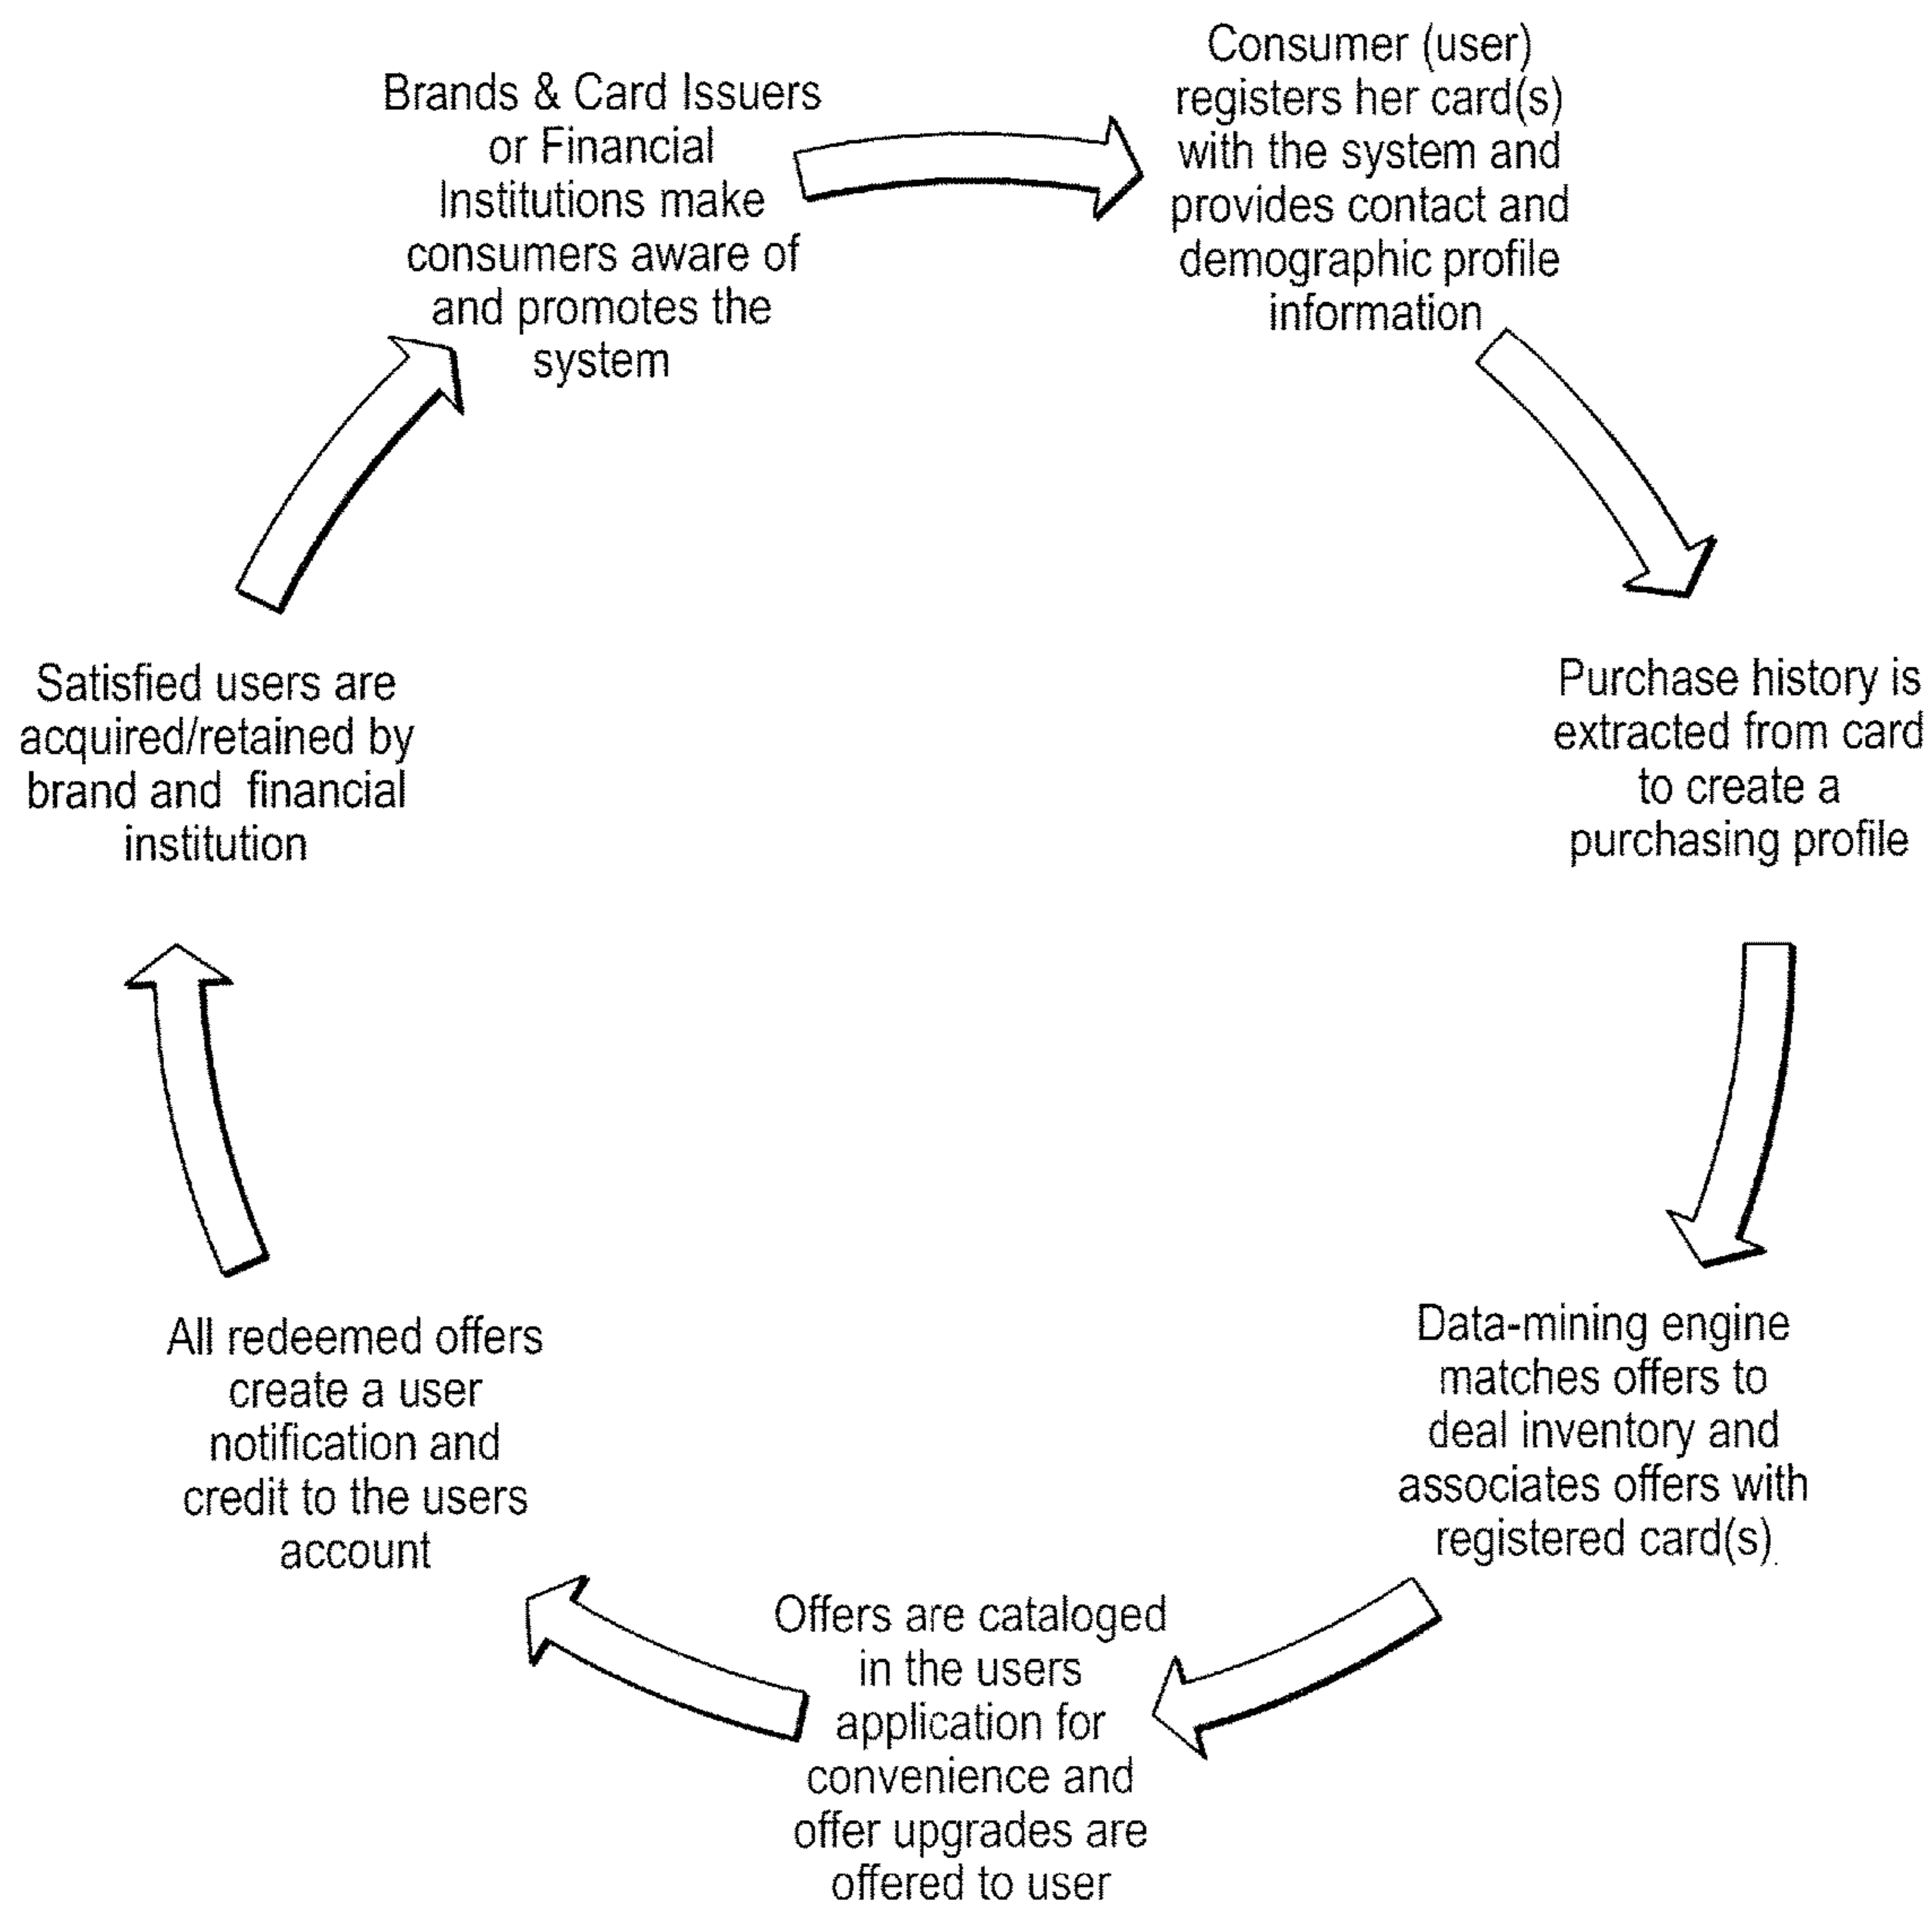 Brands & Card Issuers
or Financial
Institutions make
consumers aware of
and promotes the
system
Consumer (user)
registers her card(s)
with the system and
provides contact and
demographic profile
information
Purchase history is
extracted from card
to create a
purchasing profile
Data-mining engine
matches offers to
deal inventory and
associates offers with
registered card(s)
Offers are cataloged
in the users
application for
convenience and
offer upgrades are
offered to user
All redeemed offers
create a user
notification and
credit to the users
account
Satisfied users are
acquired/retained by
brand and financial
institution